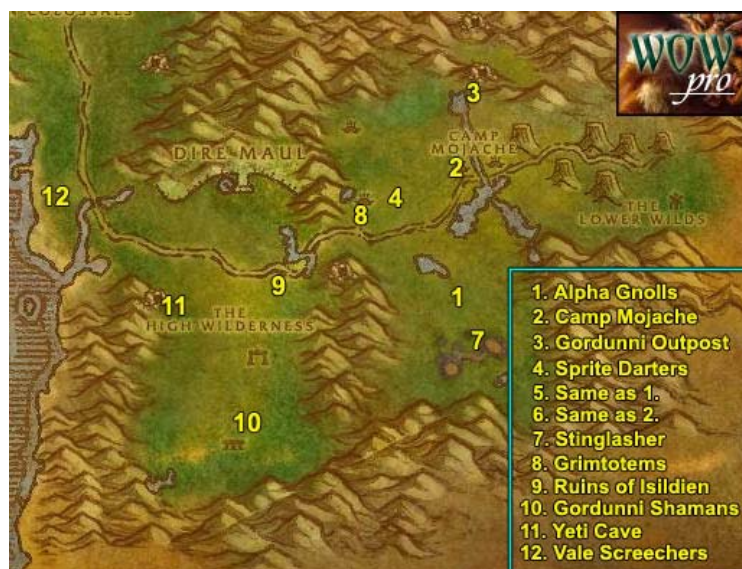 N COLOSSALS
WOW
pro
3
CAMP
MOJACHE
DIRE MAUL
2
12
4
8
THE
LOWER WILDS
9
11
1
THE
HIGH WILDERNESS
7
10
1. Alpha Gnolls
2. Camp Mojache
3. Gordunni Outpost
4. Sprite Darters
5. Same as 1.
6. Same as 2.
7. Stinglasher
8. Grimtotems
9. Ruins of Isildien
10. Gordunni Shamans
11. Yeti Cave
12. Vale Screechers